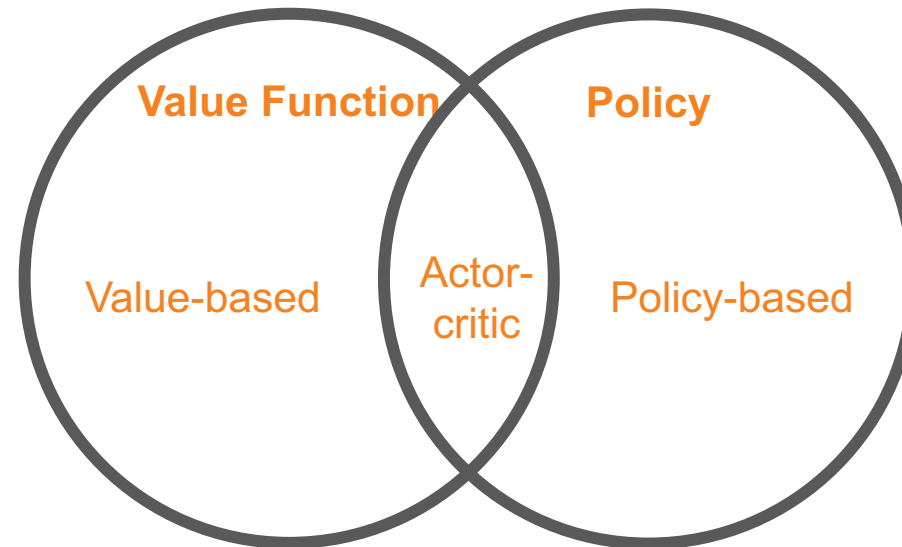 Value Function
Policy
Value-based
Actor-
critic
Policy-based